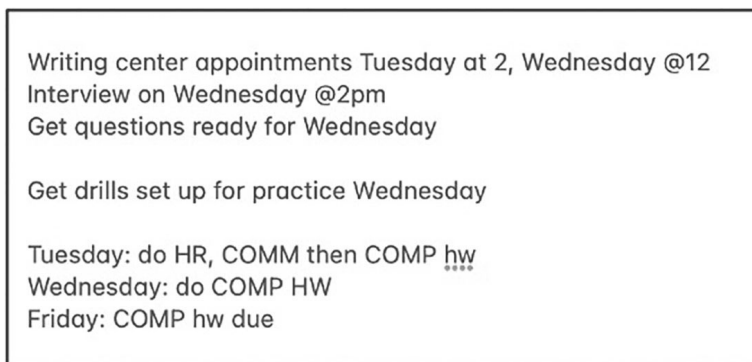 Writing center appointments Tuesday at 2, Wednesday @12
Interview on Wednesday @2pm
Get questions ready for Wednesday
Get drills set up for practice Wednesday
Tuesday: do HR, COMM then COMP hw
Wednesday: do COMP HW
Friday: COMP hw due